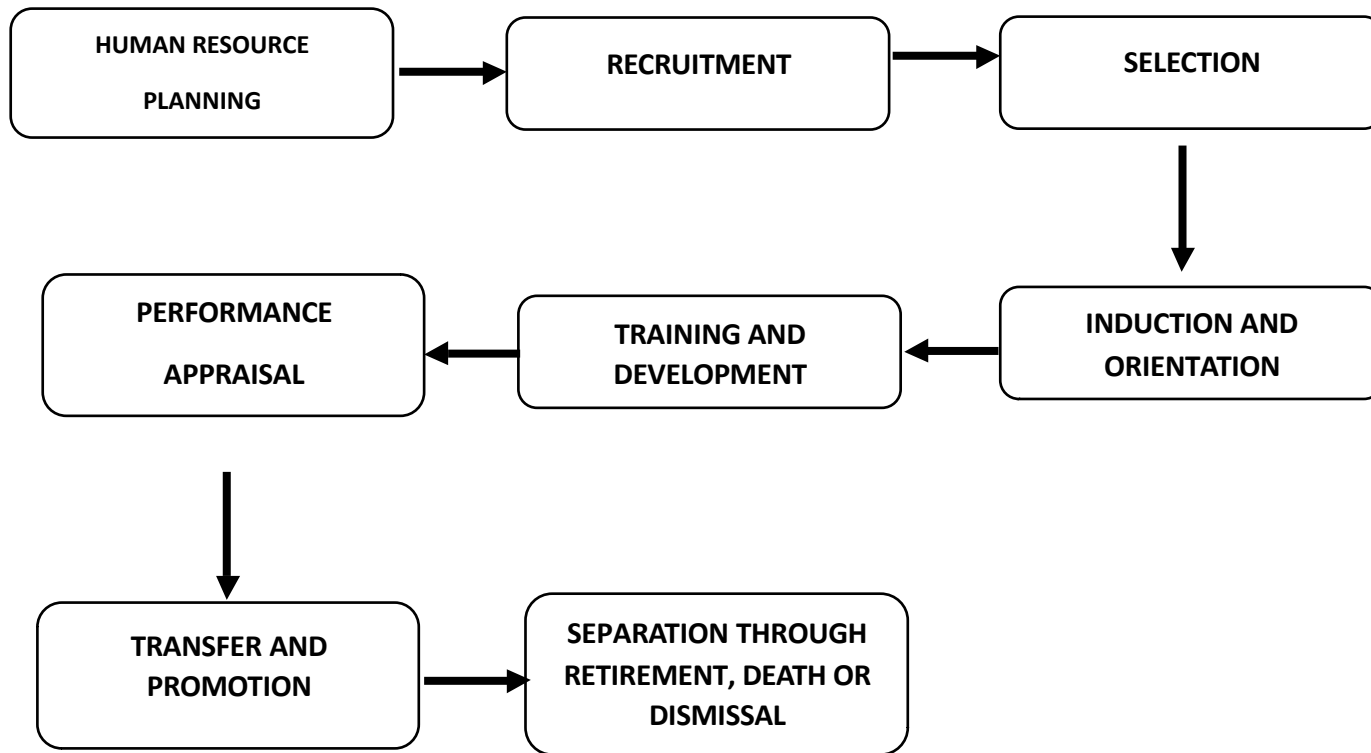 HUMAN RESOURCE
PLANNING
RECRUITMENT
SELECTION
INDUCTION AND
ORIENTATION
TRAINING AND
DEVELOPMENT
PERFORMANCE
APPRAISAL
TRANSFER AND
PROMOTION
SEPARATION THROUGH
RETIREMENT, DEATH OR
DISMISSAL